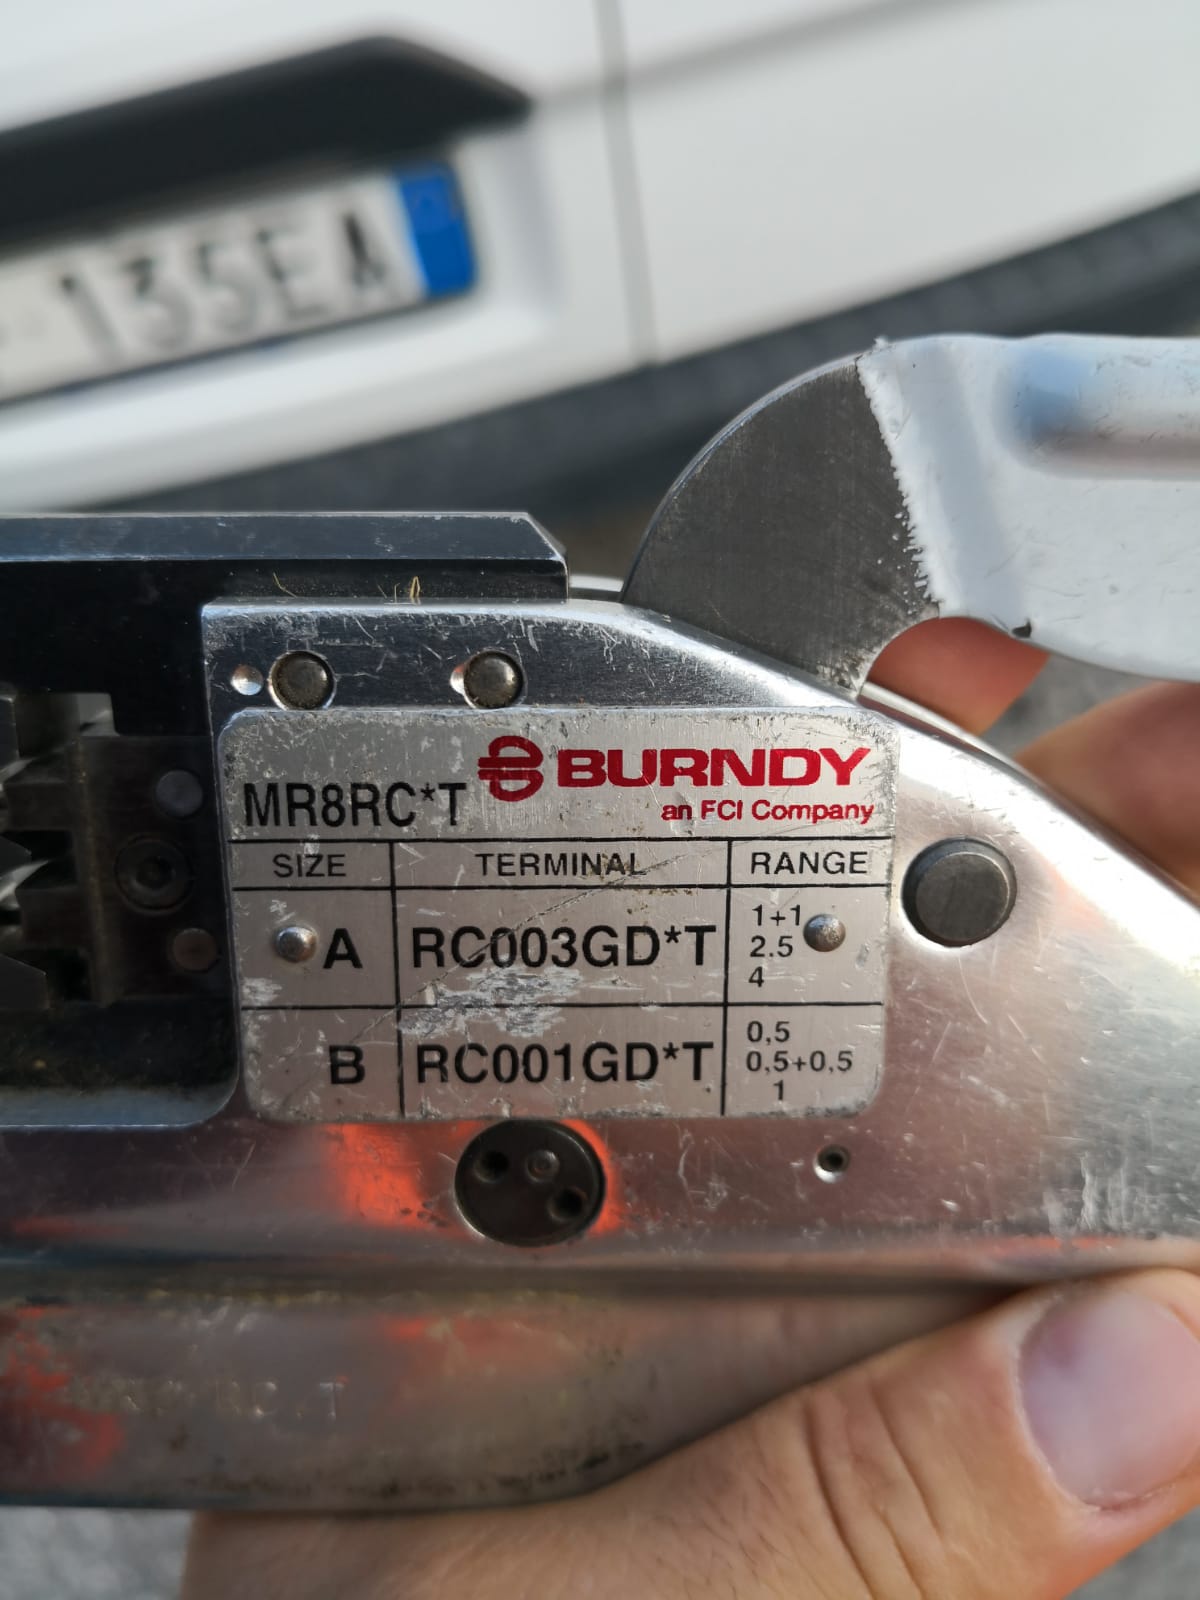 135EA
BURNDY
MR8RC*T
an FCI Company
SIZE TERMINAL RANGE
A RC003GD*T 1+1
2.5
4
B RC001GD*T 0,5
0,5+0,5
1